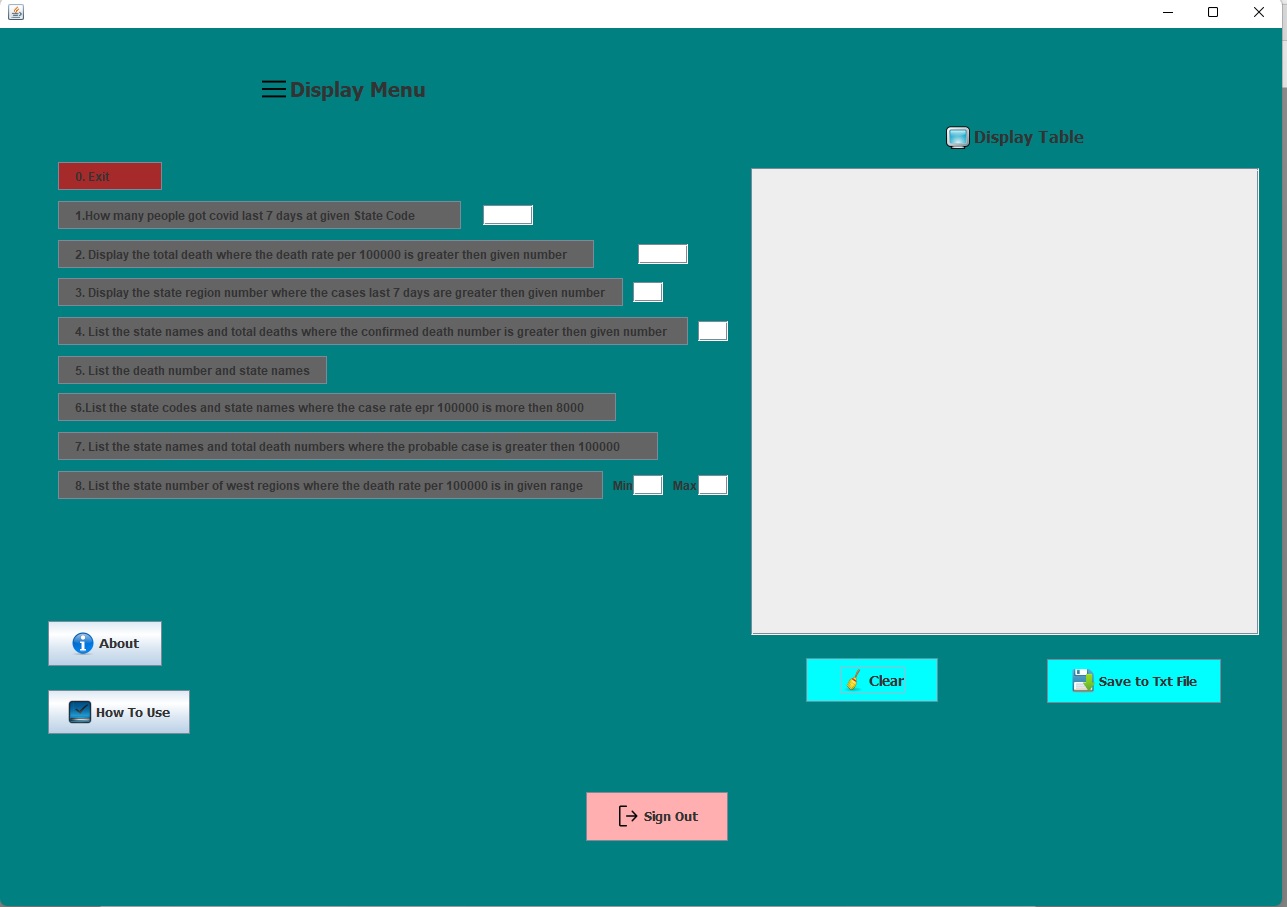 Display Menu
Display Table
0. Exit
1.How many people got covid last 7 days at given State Code
2. Display the total death where the death rate per 100000 is greater then given number
3. Display the state region number where the cases last 7 days are greater then given number
4. List the state names and total deaths where the confirmed death number is greater then given number
5. List the death number and state names
6.List the state codes and state names where the case rate epr 100000 is more then 8000
7. List the state names and total death numbers where the probable case is greater then 100000
8. List the state number of west regions where the death rate per 100000 is in given range Min Max
About
Clear
Save to Txt File
How To Use
Sign Out